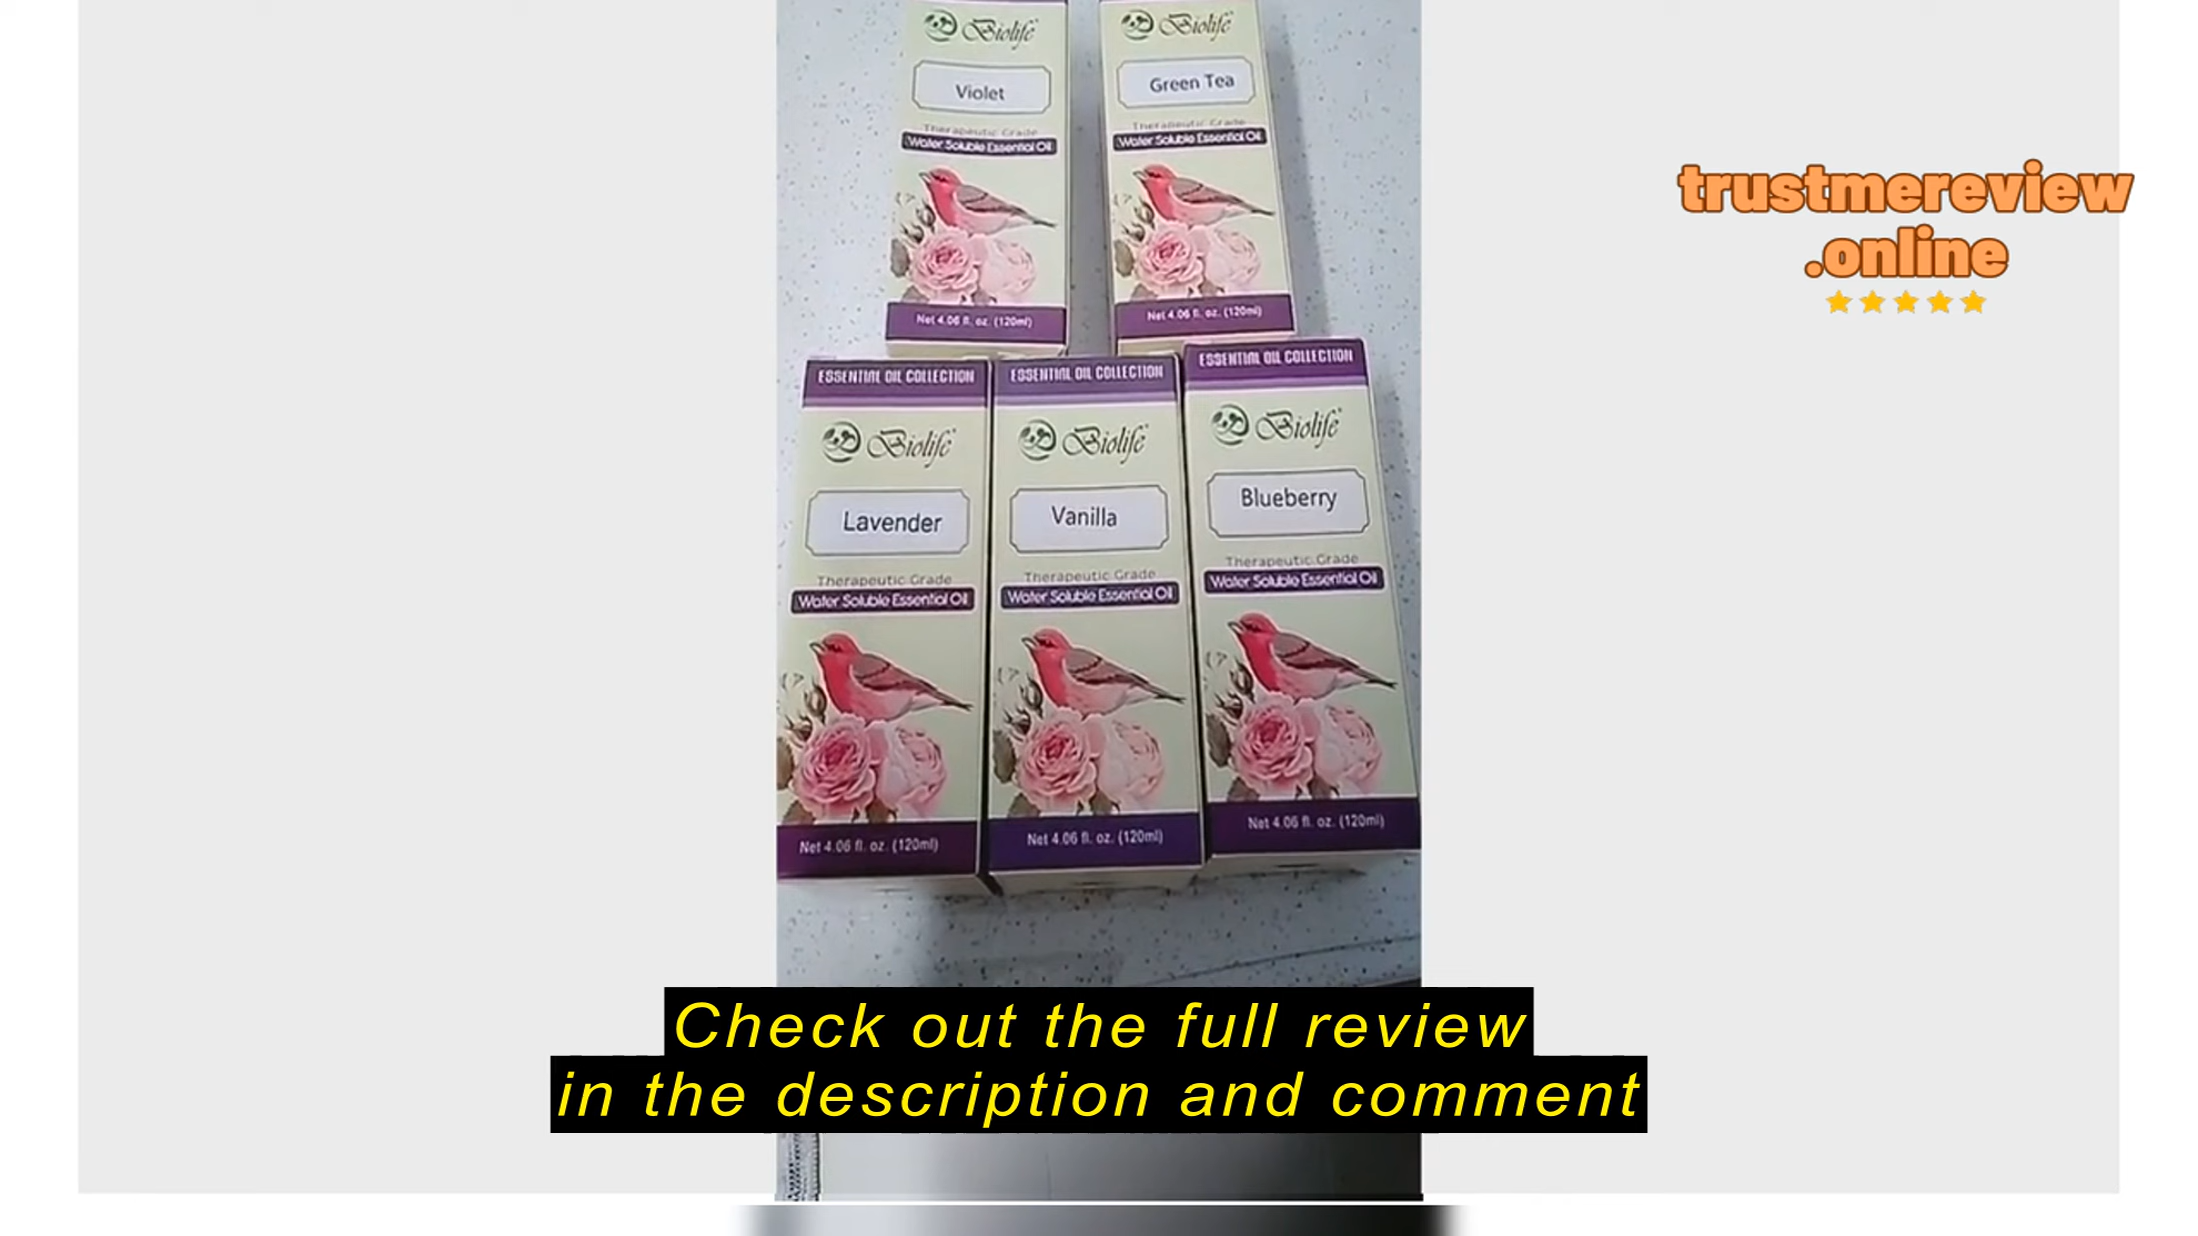 Biolife
Violet
Therapeutic Grade
Water Soluble Essential Oil
Net 4.06 fl. oz. (120ml)
Biolife
Green Tea
Therapeutic Grade
Water Soluble Essential Oil
Net 4.06 fl. oz. (120ml)
trustmereview
.online
ESSENTIAL OIL COLLECTION
Biolife
Lavender
Therapeutic Grade
Water Soluble Essential Oil
Net 4.06 fl. oz. (120ml)
ESSENTIAL OIL COLLECTION
Biolife
Vanilla
Therapeutic Grade
Water Soluble Essential Oil
Net 4.06 fl. oz. (120ml)
ESSENTIAL OIL COLLECTION
Biolife
Blueberry
Therapeutic Grade
Water Soluble Essential Oil
Net 4.06 fl. oz. (120ml)
Check out the full review
in the description and comment